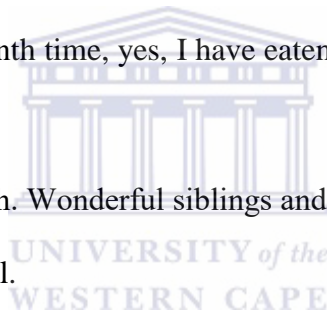 nth time, yes, I have eaten
n. Wonderful siblings and
UNIVERSITY of the
l.
WESTERN CAPE